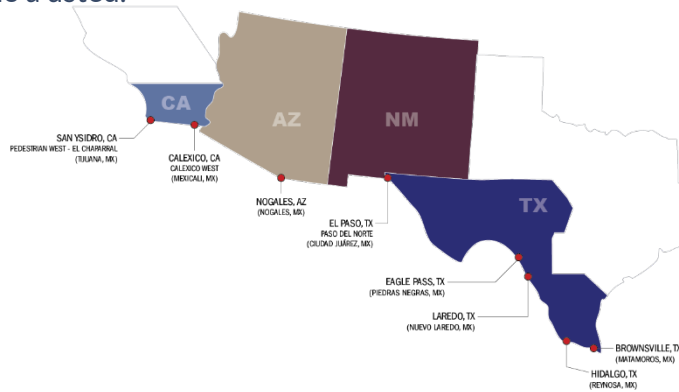 a usted.
CA
AZ
NM
TX
SAN YSIDRO, CA
PEDESTRIAN WEST - EL CHAPARRAL
(TIJUANA, MX)
CALEXICO, CA
CALEXICO WEST
(MEXICALI, MX)
NOGALES, AZ
(NOGALES, MX)
EL PASO, TX
PASO DEL NORTE
(CIUDAD JUÁREZ, MX)
EAGLE PASS, TX
(PIEDRAS NEGRAS, MX)
LAREDO, TX
(NUEVO LAREDO, MX)
BROWNSVILLE, TX
(MATAMOROS, MX)
HIDALGO, TX
(REYNOSA, MX)